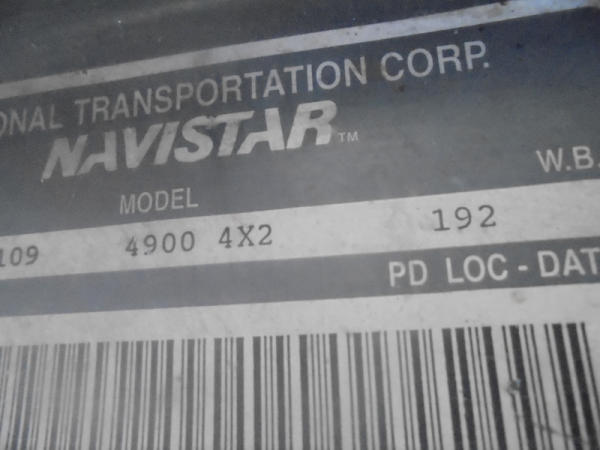 ONAL TRANSPORTATION CORP.
NAVISTAR™
MODEL W.B.
109 4900 4X2 192
PD LOC - DAT